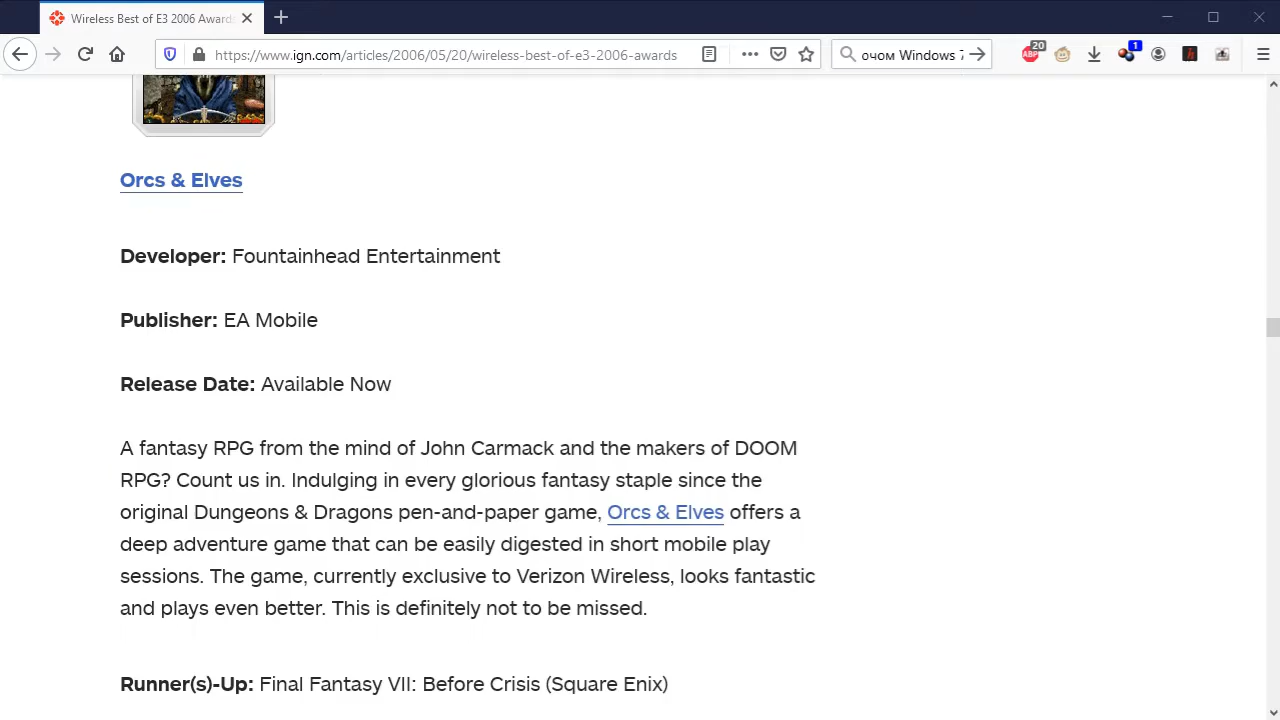 Wireless Best of E3 2006 Awards
https://www.ign.com/articles/2006/05/20/wireless-best-of-e3-2006-awards
очом Windows 7
20
1
ABP
Orcs & Elves
Developer: Fountainhead Entertainment
Publisher: EA Mobile
Release Date: Available Now
A fantasy RPG from the mind of John Carmack and the makers of DOOM
RPG? Count us in. Indulging in every glorious fantasy staple since the
original Dungeons & Dragons pen-and-paper game, Orcs & Elves offers a
deep adventure game that can be easily digested in short mobile play
sessions. The game, currently exclusive to Verizon Wireless, looks fantastic
and plays even better. This is definitely not to be missed.
Runner(s)-Up: Final Fantasy VII: Before Crisis (Square Enix)